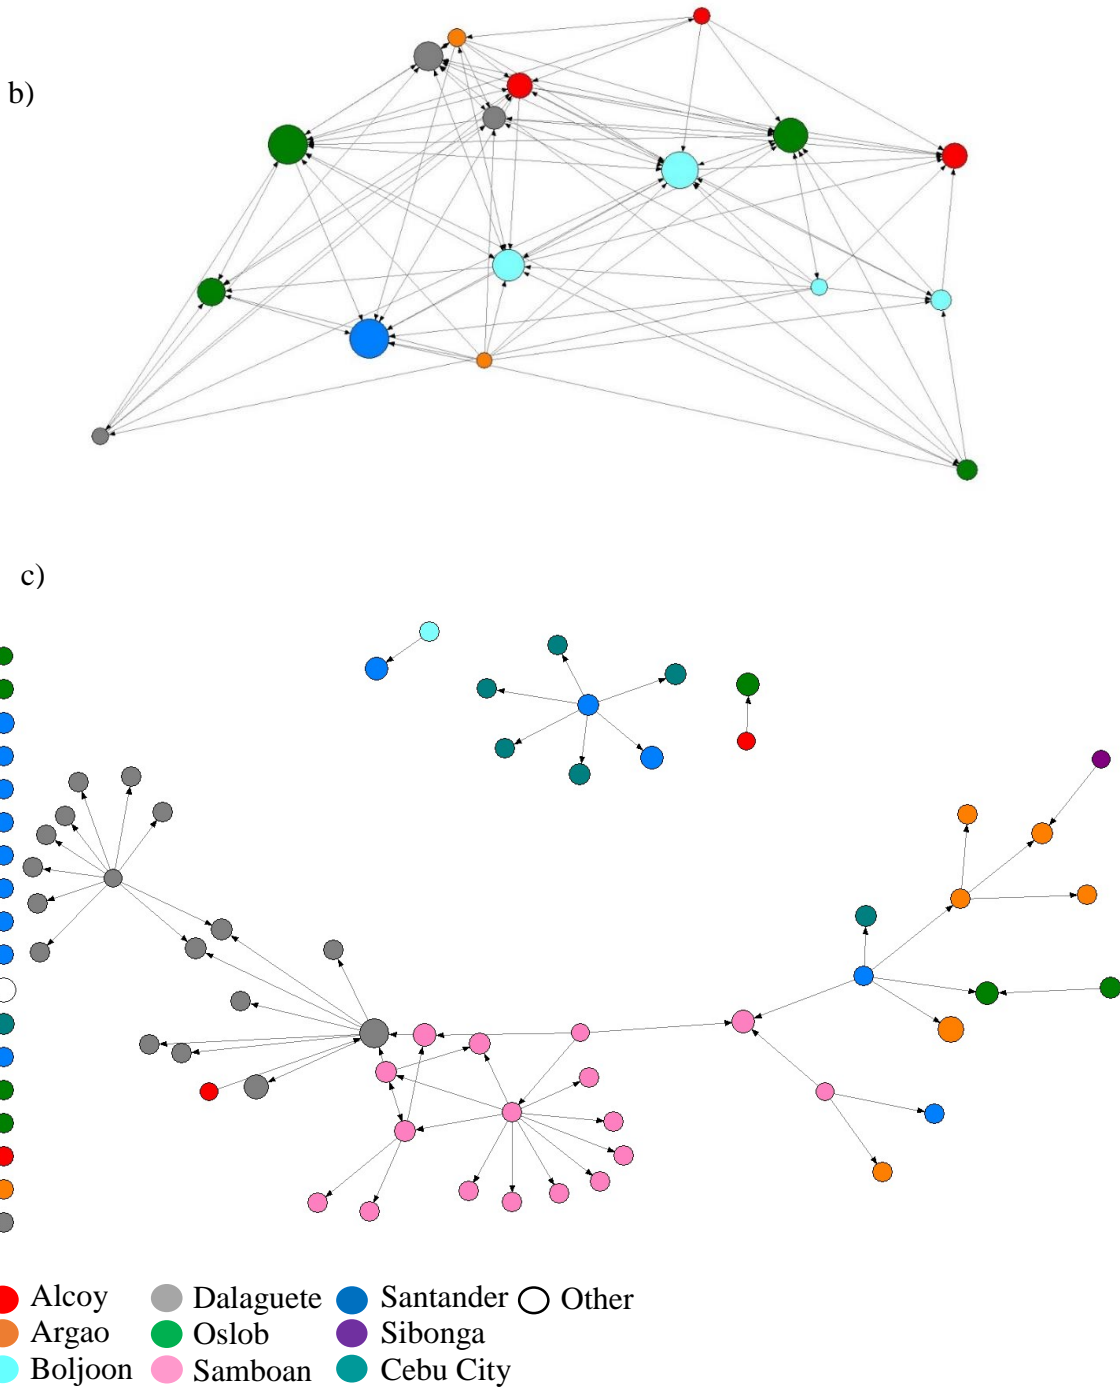 b)
c)
Alcoy Dalaguete Santander Other
Argao Oslob Sibonga
Boljoon Samboan Cebu City